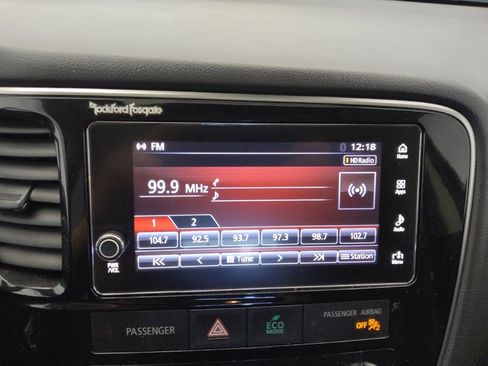 Rockford Fosgate
FM 12:18
HD Radio
Home
99.9 MHz
Apps
1 2
Audio
104.7 92.5 93.7 97.3 98.7 102.7
PWR
/VOL
Tune Station
Menu
PASSENGER
ECO
MODE
PASSENGER AIRBAG
OFF